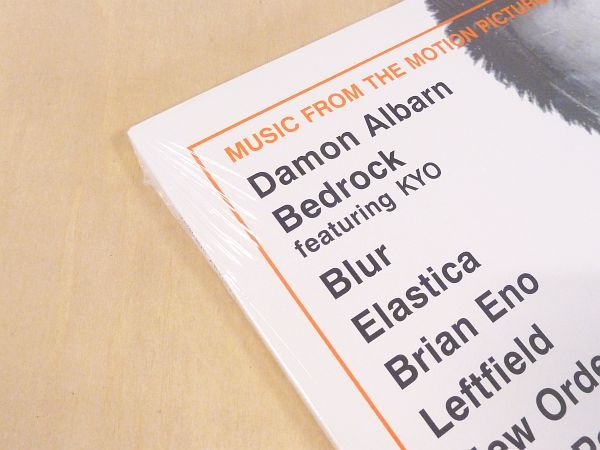 MUSIC FROM THE MOTION PICTURE
Damon Albarn
Bedrock
featuring KYO
Blur
Elastica
Brian Eno
Leftfield